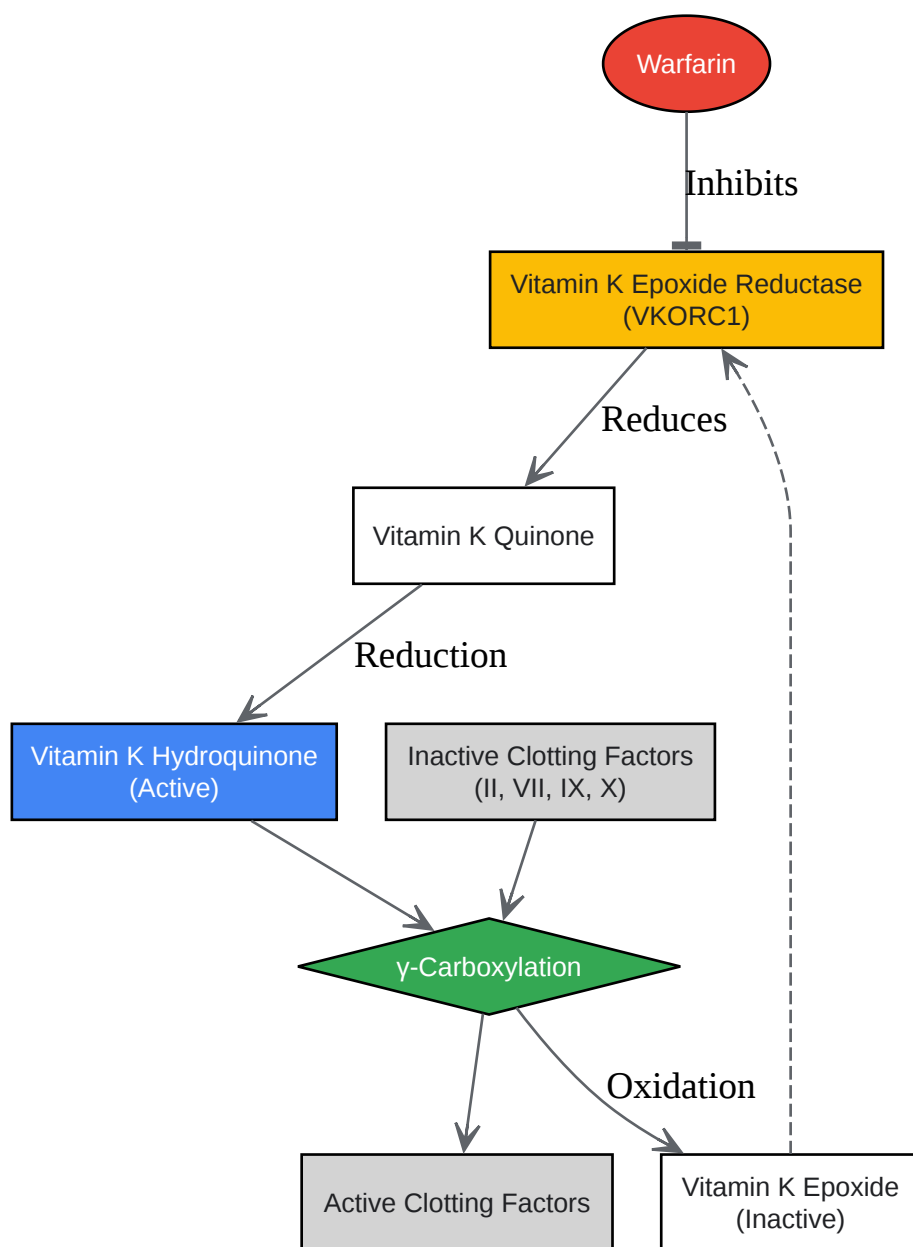 Warfarin
Inhibits
Vitamin K Epoxide Reductase
(VKORC1)
Reduces
Vitamin K Quinone
Reduction
Vitamin K Hydroquinone
(Active)
Inactive Clotting Factors
(II, VII, IX, X)
γ-Carboxylation
Oxidation
Active Clotting Factors
Vitamin K Epoxide
(Inactive)